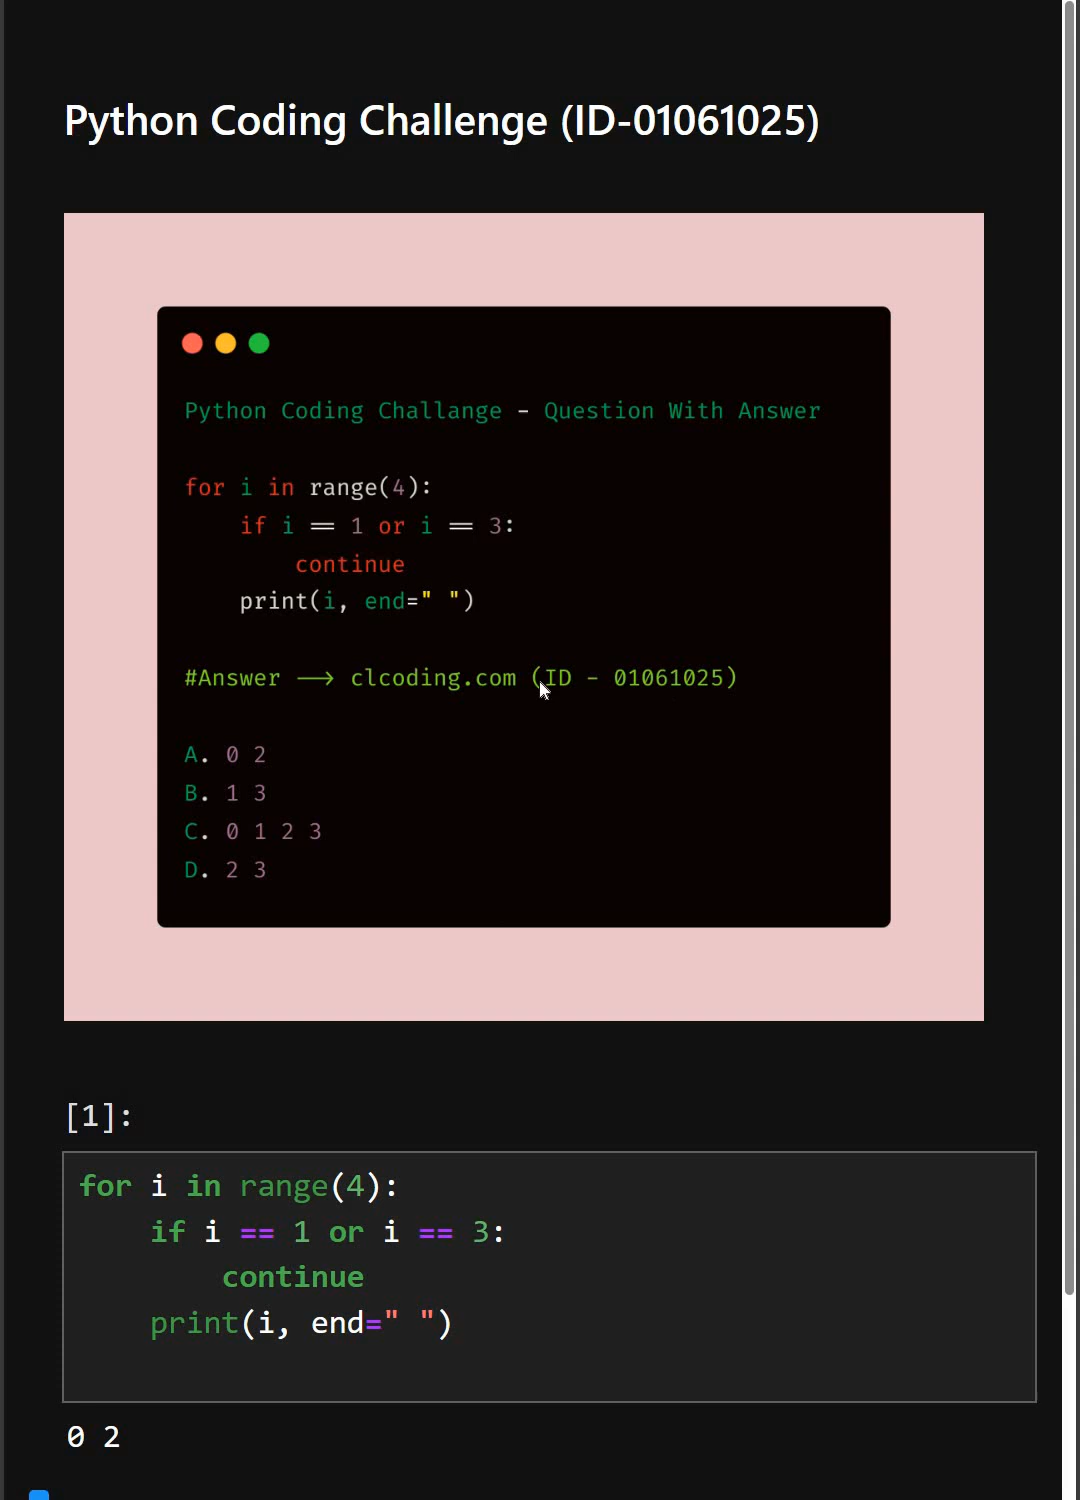 Python Coding Challenge (ID-01061025)
Python Coding Challange - Question With Answer
for i in range(4):
    if i == 1 or i == 3:
        continue
    print(i, end=" ")
#Answer --> clcoding.com (ID - 01061025)
A. 0 2
B. 1 3
C. 0 1 2 3
D. 2 3
[1]:
for i in range(4):
    if i == 1 or i == 3:
        continue
    print(i, end=" ")
0 2